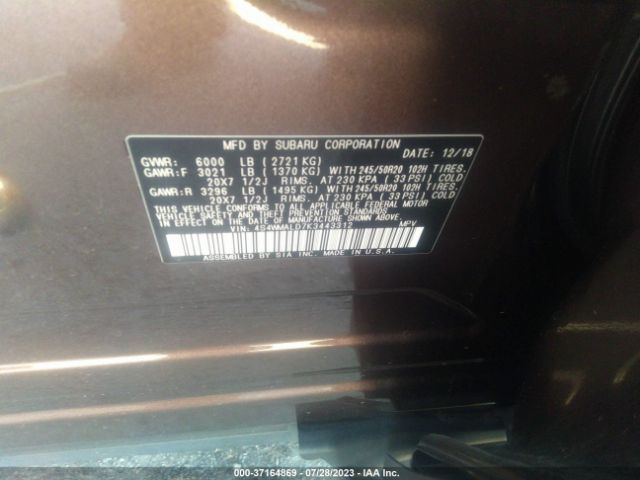 MFD BY SUBARU CORPORATION
DATE: 12/18
GVWR: 6000 LB ( 2721 KG)
GAWR:F 3021 LB ( 1370 KG) WITH 245/50R20 102H TIRES.
20X7 1/2J RIMS. AT 230 KPA ( 33 PSI) COLD
GAWR:R 3296 LB ( 1495 KG) WITH 245/50R20 102H TIRES.
20X7 1/2J RIMS. AT 230 KPA ( 33 PSI) COLD
THIS VEHICLE CONFORMS TO ALL APPLICABLE FEDERAL MOTOR
VEHICLE SAFETY AND THEFT PREVENTION STANDARDS IN
EFFECT ON THE DATE OF MANUFACTURE SHOWN ABOVE.
VIN: 4S4WMALD7K3443312 MPV
ASSEMBLED BY SIA INC. MADE IN U.S.A.
000-37164869 - 07/28/2023 - © IAA Inc.